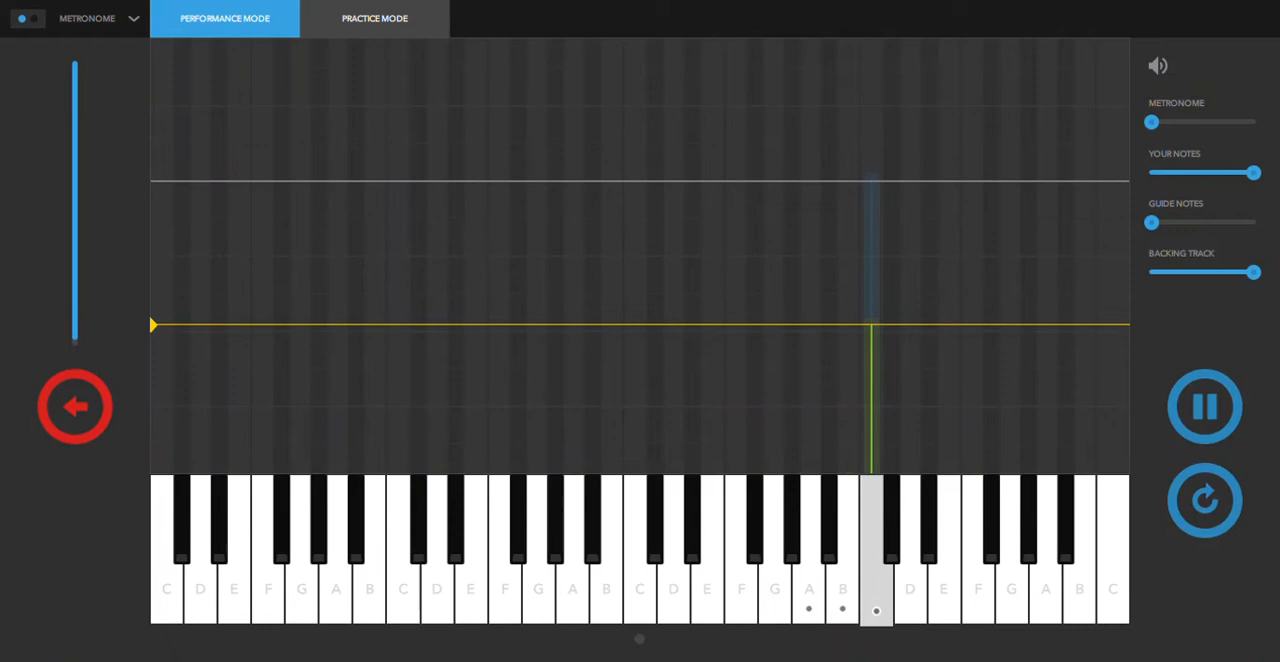 METRONOME PERFORMANCE MODE PRACTICE MODE
METRONOME
YOUR NOTES
GUIDE NOTES
BACKING TRACK
C D E F G A B C D E F G A B C D E F G A B D E F G A B C